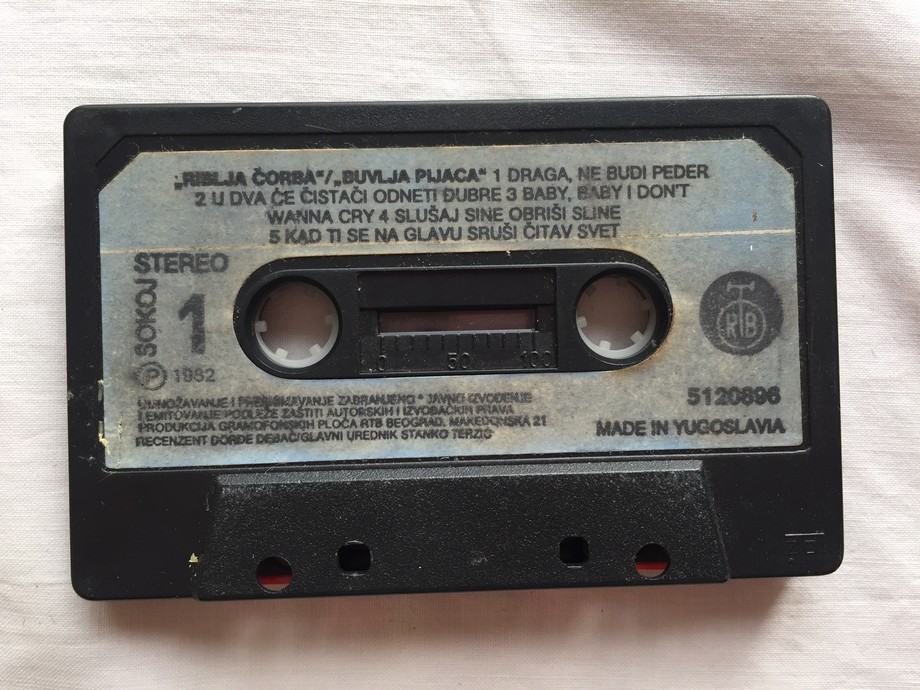 „RIBLJA ČORBA“/„BUVLJA PIJACA“ 1 DRAGA, NE BUDI PEDER
2 U DVA ĆE ČISTAČI ODNETI ĐUBRE 3 BABY, BABY I DON'T
WANNA CRY 4 SLUŠAJ SINE OBRIŠI SLINE
5 KAD TI SE NA GLAVU SRUŠI ČITAV SVET
STEREO
SOKOJ
1
RTB
0 50 100
Ⓟ 1982
UMNOŽAVANJE I PRESNIMAVANJE ZABRANJENO * JAVNO IZVOĐENJE
I EMITOVANJE PODLEŽE ZAŠTITI AUTORSKIH I IZVOĐAČKIH PRAVA
PRODUKCIJA GRAMOFONSKIH PLOČA RTB BEOGRAD, MAKEDONSKA 21
RECENZENT ĐORĐE DEBAČ/GLAVNI UREDNIK STANKO TERZIĆ
5120896
MADE IN YUGOSLAVIA